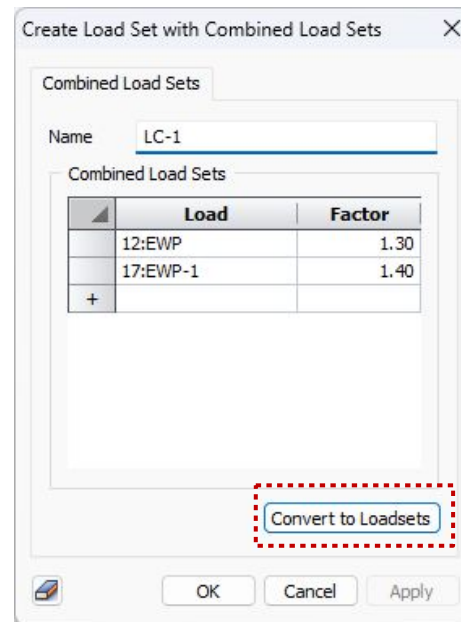 Create Load Set with Combined Load Sets
Combined Load Sets
Name LC-1
Combined Load Sets
Load Factor
12:EWP 1.30
17:EWP-1 1.40
+
Convert to Loadsets
OK Cancel Apply